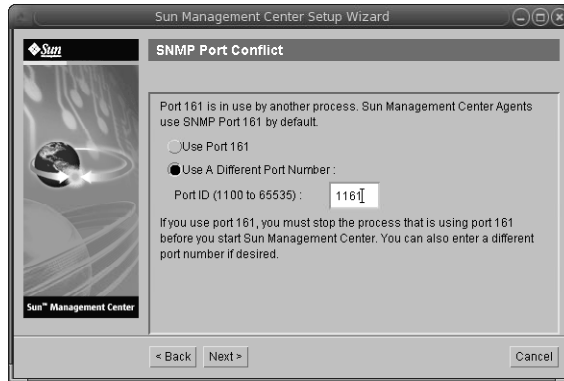 Sun Management Center Setup Wizard
Sun
SNMP Port Conflict
Port 161 is in use by another process. Sun Management Center Agents
use SNMP Port 161 by default.
Use Port 161
Use A Different Port Number :
Port ID (1100 to 65535) :
1161
If you use port 161, you must stop the process that is using port 161
before you start Sun Management Center. You can also enter a different
port number if desired.
Sun™ Management Center
< Back
Next >
Cancel